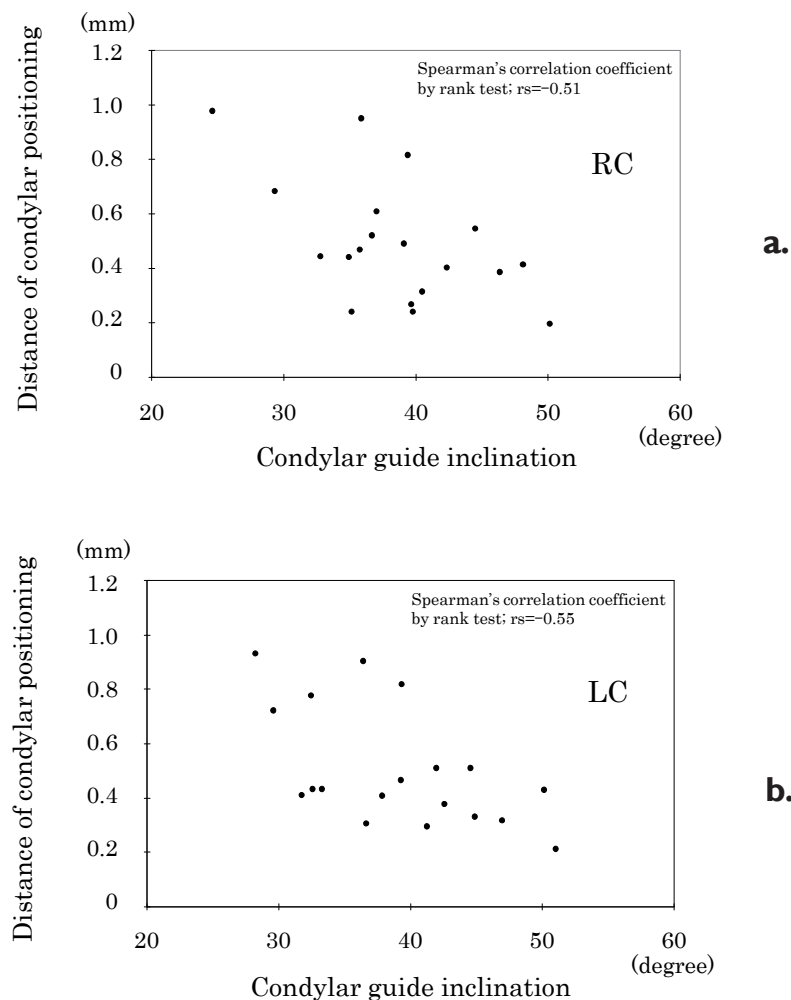 (mm)
Distance of condylar positioning
1.2
1.0
0.8
0.6
0.4
0.2
0
Spearman's correlation coefficient
by rank test; rs=−0.51
RC
a.
20 30 40 50 60
(degree)
Condylar guide inclination
(mm)
Distance of condylar positioning
1.2
1.0
0.8
0.6
0.4
0.2
0
Spearman's correlation coefficient
by rank test; rs=−0.55
LC
b.
20 30 40 50 60
(degree)
Condylar guide inclination